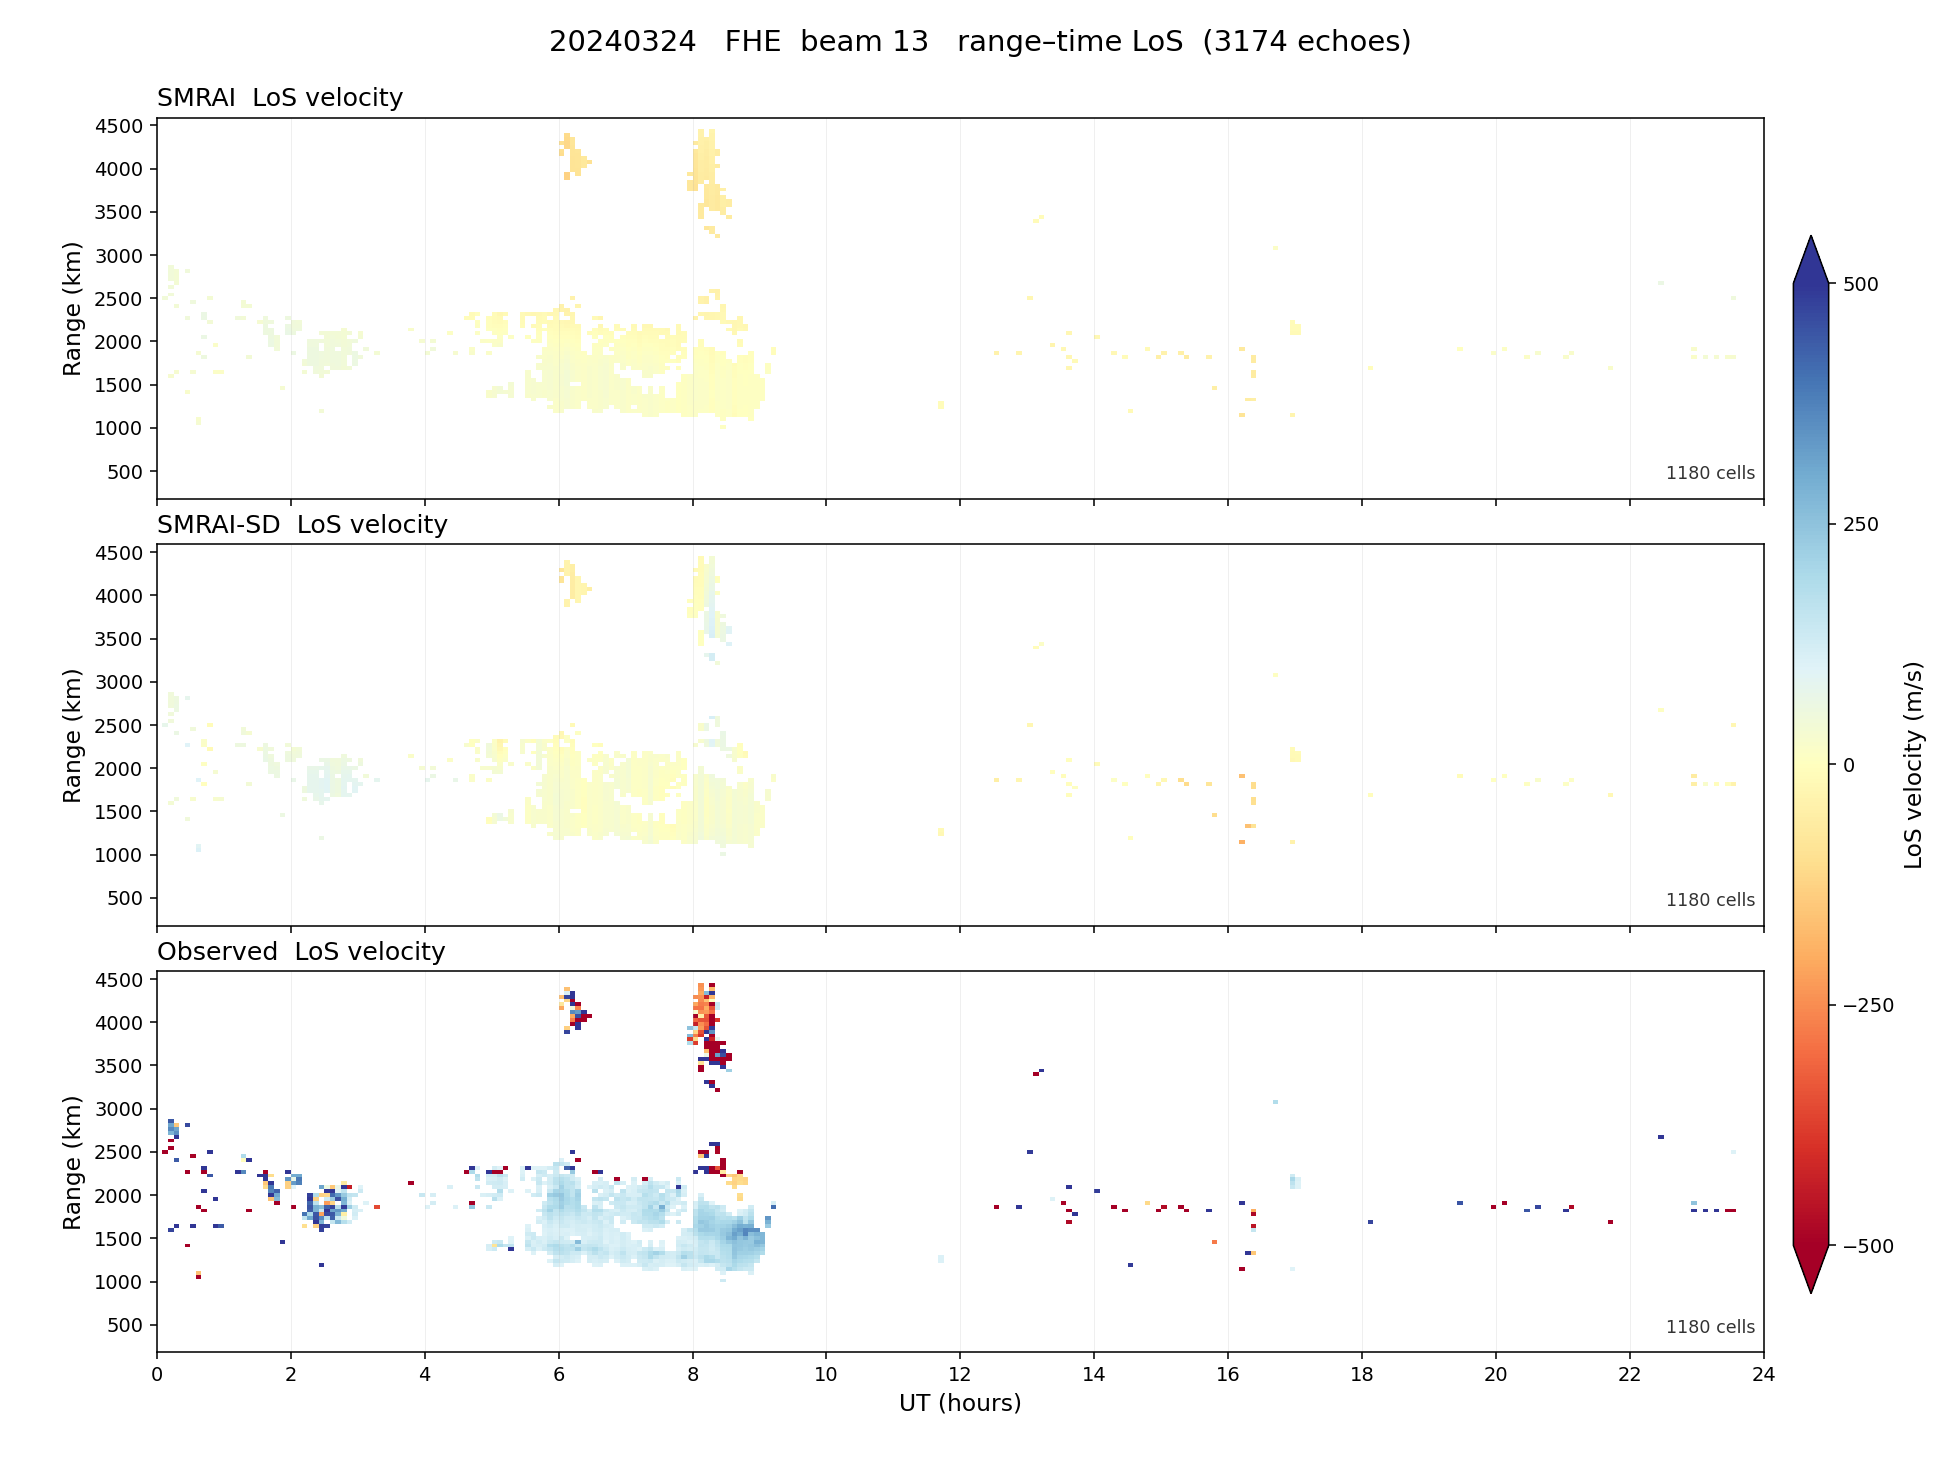 20240324   FHE  beam 13   range–time LoS  (3174 echoes)
SMRAI  LoS velocity
4500
4000
3500
3000
2500
2000
1500
1000
500
Range (km)
1180 cells
SMRAI-SD  LoS velocity
4500
4000
3500
3000
2500
2000
1500
1000
500
Range (km)
1180 cells
Observed  LoS velocity
4500
4000
3500
3000
2500
2000
1500
1000
500
Range (km)
1180 cells
0 2 4 6 8 10 12 14 16 18 20 22 24
UT (hours)
500
250
0
−250
−500
LoS velocity (m/s)